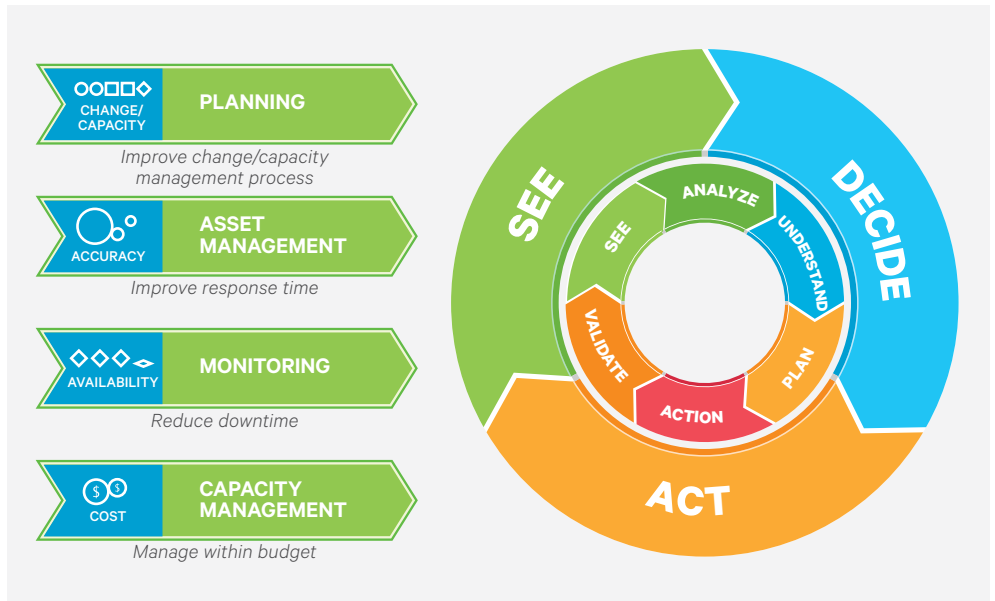 CHANGE/
CAPACITY
PLANNING
Improve change/capacity
management process
ACCURACY
ASSET
MANAGEMENT
Improve response time
AVAILABILITY
MONITORING
Reduce downtime
$ $
COST
CAPACITY
MANAGEMENT
Manage within budget
SEE
DECIDE
ACT
SEE
ANALYZE
UNDERSTAND
PLAN
ACTION
VALIDATE